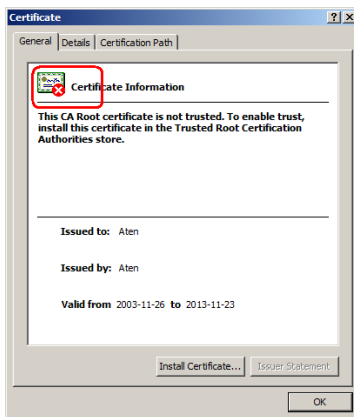 Certificate
General Details Certification Path
Certificate Information
This CA Root certificate is not trusted. To enable trust,
install this certificate in the Trusted Root Certification
Authorities store.
Issued to: Aten
Issued by: Aten
Valid from 2003-11-26 to 2013-11-23
Install Certificate... Issuer Statement
OK